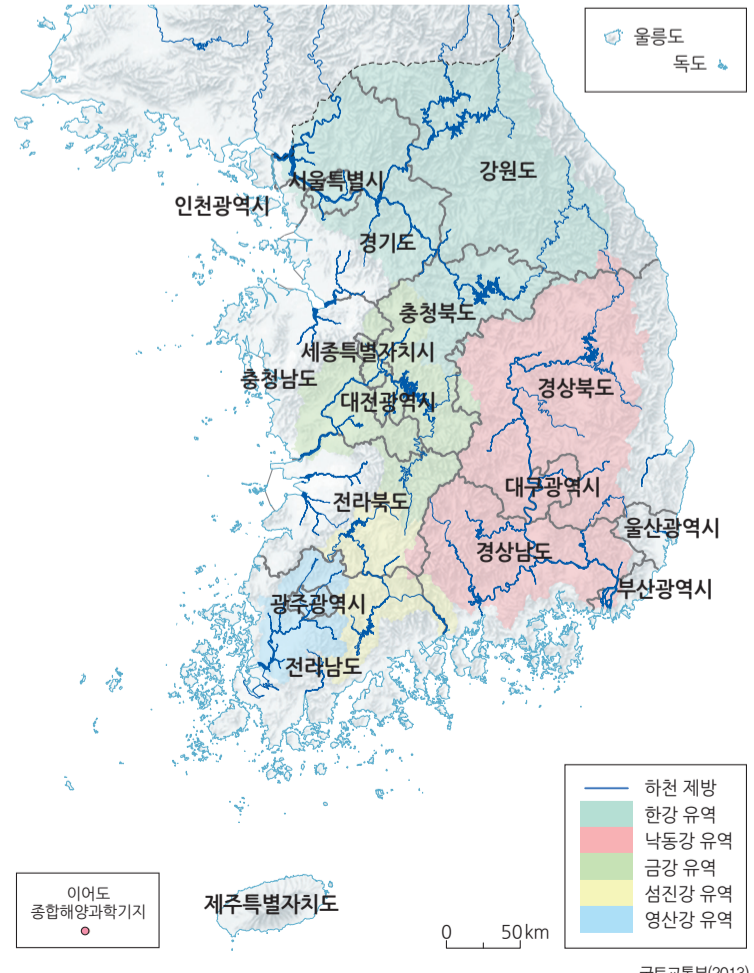 울릉도
독도
강원도
서울특별시
인천광역시
경기도
충청북도
세종특별자치시
충청남도
경상북도
대전광역시
대구광역시
전라북도
울산광역시
경상남도
부산광역시
광주광역시
전라남도
하천 제방
한강 유역
낙동강 유역
금강 유역
섬진강 유역
영산강 유역
이어도
종합해양과학기지
제주특별자치도
0 50 km
국토교통부(2013)